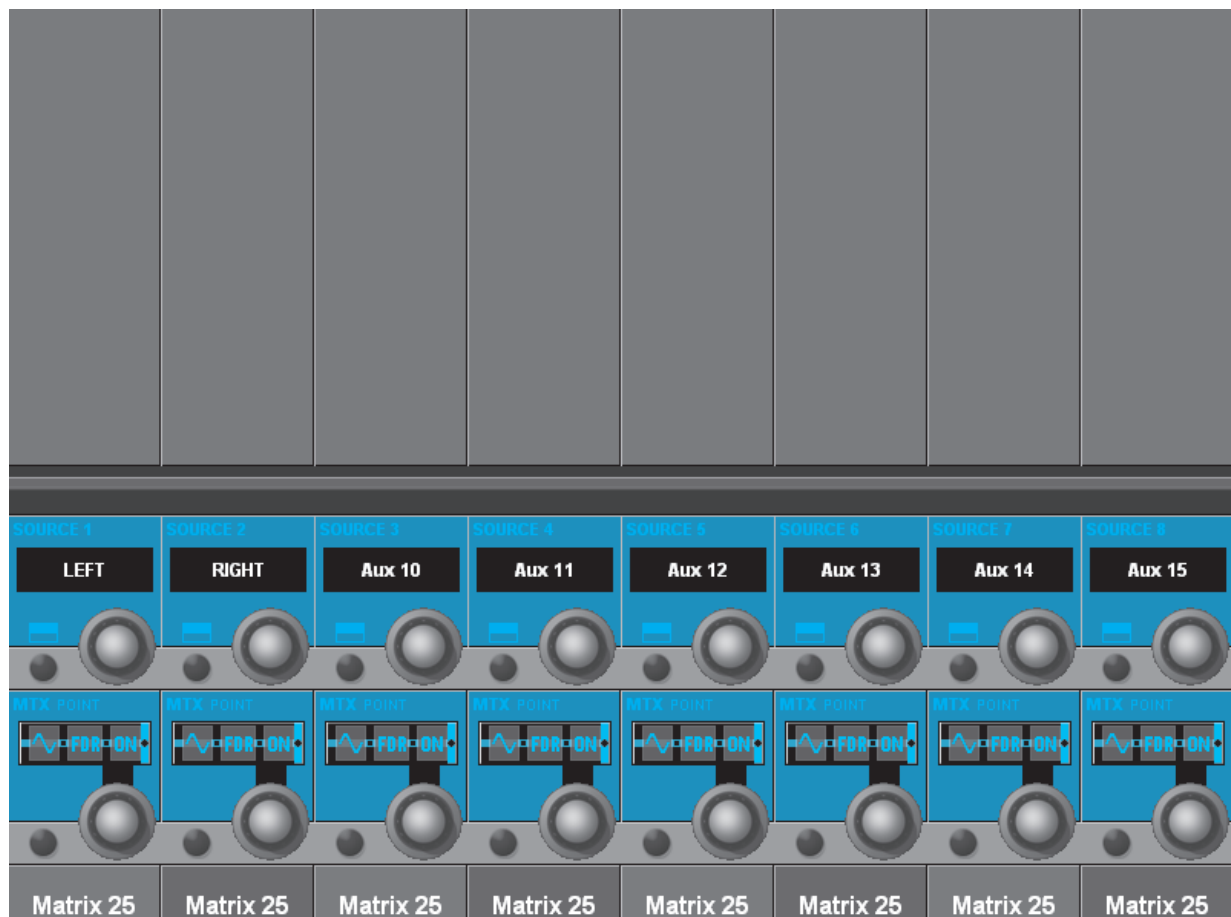 SOURCE 1 SOURCE 2 SOURCE 3 SOURCE 4 SOURCE 5 SOURCE 6 SOURCE 7 SOURCE 8
LEFT RIGHT Aux 10 Aux 11 Aux 12 Aux 13 Aux 14 Aux 15
MTX POINT MTX POINT MTX POINT MTX POINT MTX POINT MTX POINT MTX POINT MTX POINT
FDR ON FDR ON FDR ON FDR ON FDR ON FDR ON FDR ON FDR ON
Matrix 25 Matrix 25 Matrix 25 Matrix 25 Matrix 25 Matrix 25 Matrix 25 Matrix 25